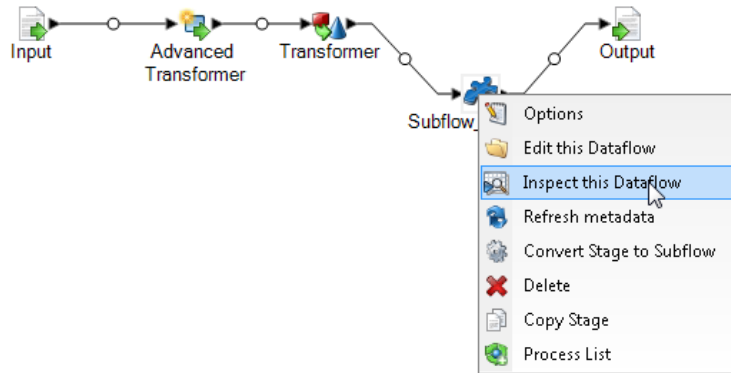 Input
Advanced
Transformer
Transformer
Output
Subflow_
Options
Edit this Dataflow
Inspect this Dataflow
Refresh metadata
Convert Stage to Subflow
Delete
Copy Stage
Process List